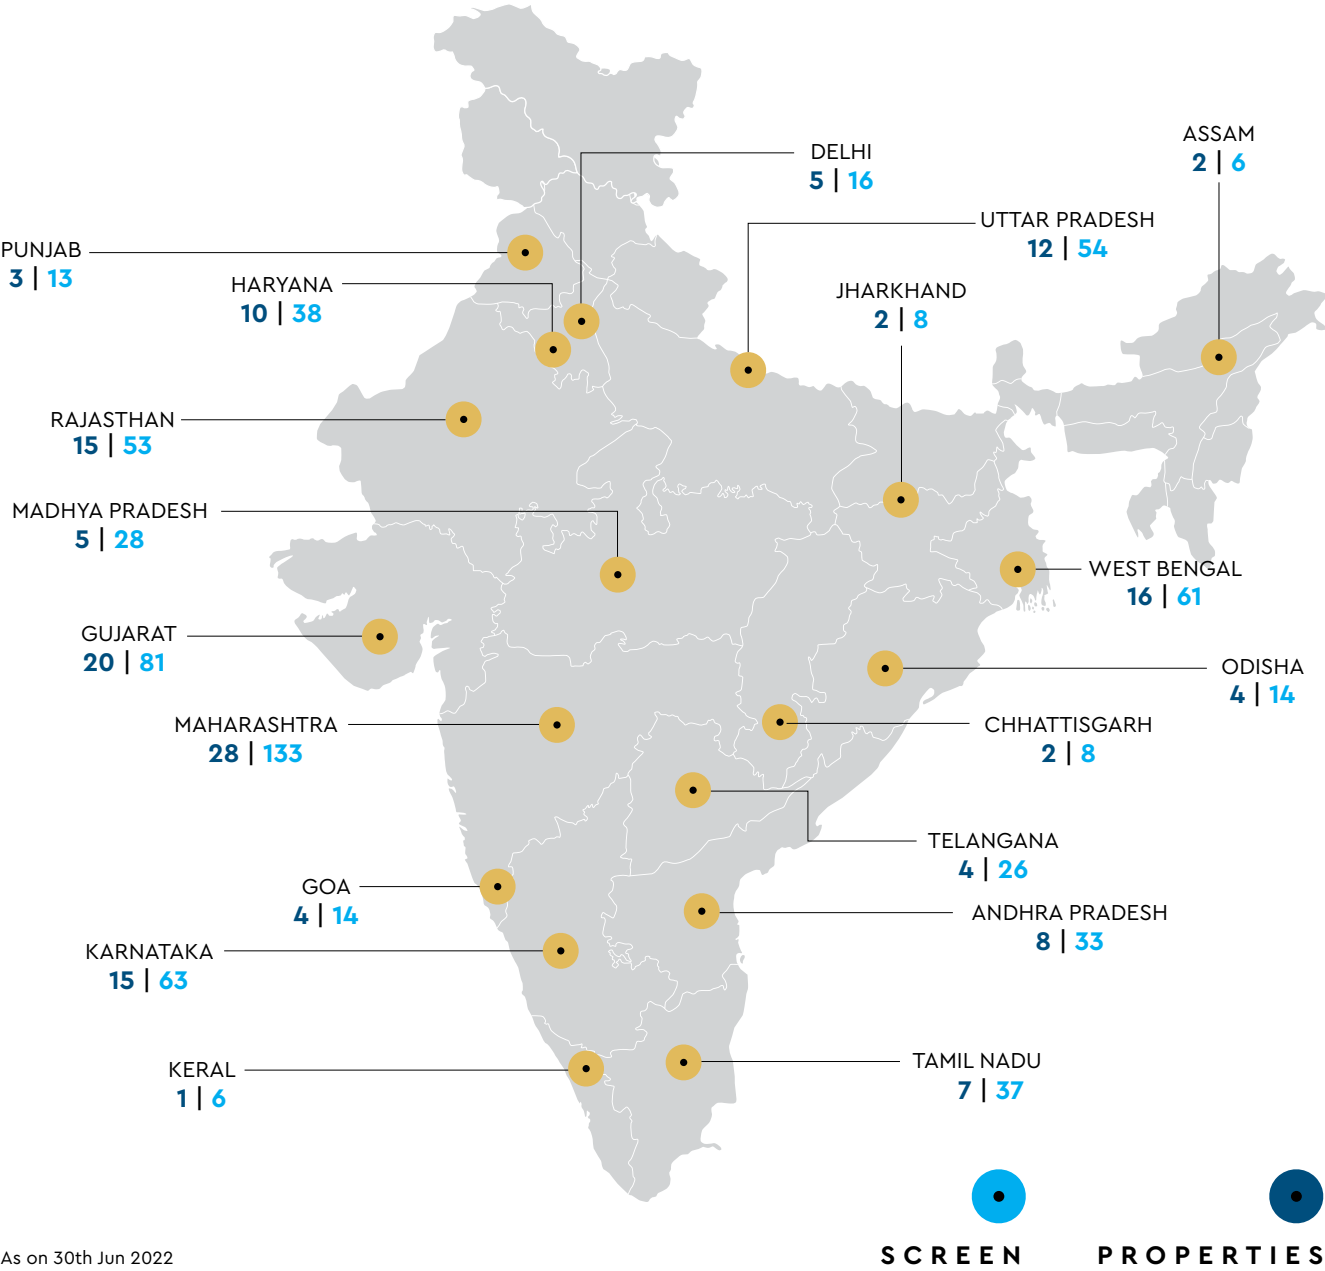 DELHI
5 | 16
ASSAM
2 | 6
UTTAR PRADESH
12 | 54
PUNJAB
3 | 13
HARYANA
10 | 38
JHARKHAND
2 | 8
RAJASTHAN
15 | 53
MADHYA PRADESH
5 | 28
WEST BENGAL
16 | 61
GUJARAT
20 | 81
ODISHA
4 | 14
MAHARASHTRA
28 | 133
CHHATTISGARH
2 | 8
TELANGANA
4 | 26
GOA
4 | 14
ANDHRA PRADESH
8 | 33
KARNATAKA
15 | 63
KERAL
1 | 6
TAMIL NADU
7 | 37
SCREEN
PROPERTIES
As on 30th Jun 2022